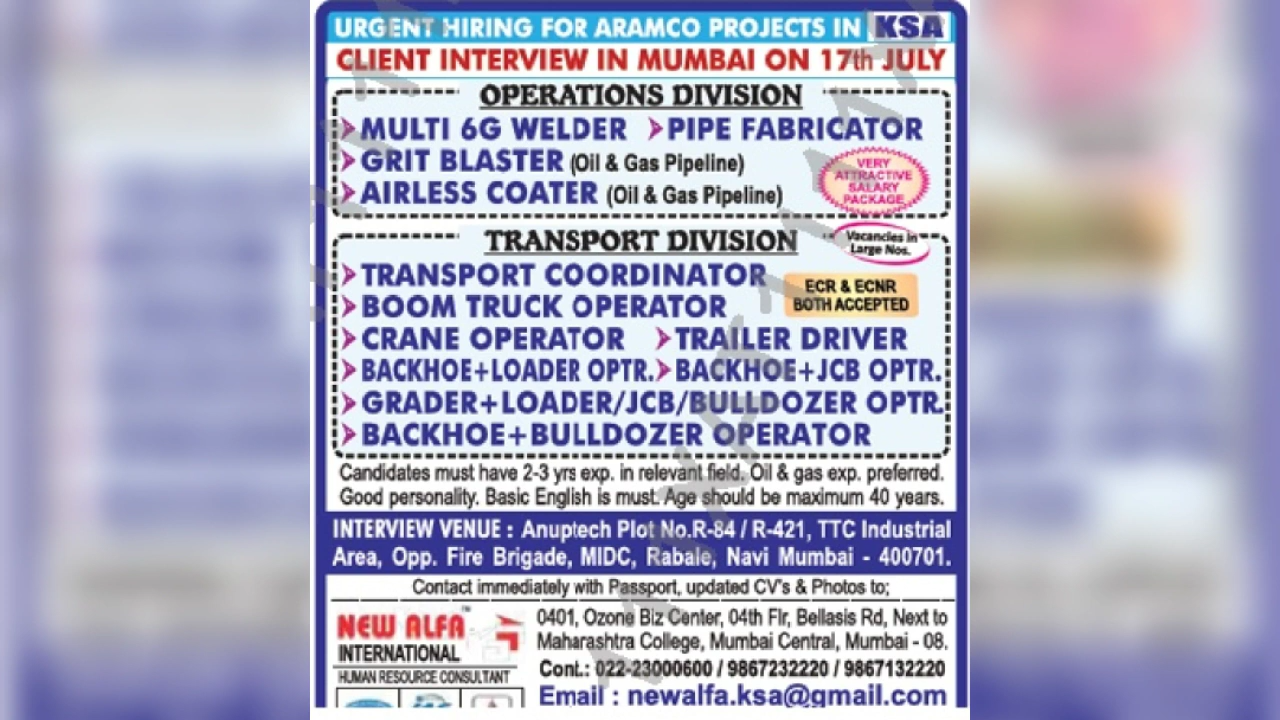 URGENT HIRING FOR ARAMCO PROJECTS IN KSA
CLIENT INTERVIEW IN MUMBAI ON 17th JULY
OPERATIONS DIVISION
MULTI 6G WELDER
PIPE FABRICATOR
GRIT BLASTER (Oil & Gas Pipeline)
AIRLESS COATER (Oil & Gas Pipeline)
VERY
ATTRACTIVE
SALARY
PACKAGE
TRANSPORT DIVISION
Vacancies in
Large Nos.
TRANSPORT COORDINATOR
BOOM TRUCK OPERATOR
ECR & ECNR
BOTH ACCEPTED
CRANE OPERATOR
TRAILER DRIVER
BACKHOE+LOADER OPTR.
BACKHOE+JCB OPTR.
GRADER+LOADER/JCB/BULLDOZER OPTR.
BACKHOE+BULLDOZER OPERATOR
Candidates must have 2-3 yrs exp. in relevant field. Oil & gas exp. preferred.
Good personality. Basic English is must. Age should be maximum 40 years.
INTERVIEW VENUE : Anuptech Plot No.R-84 / R-421, TTC Industrial
Area, Opp. Fire Brigade, MIDC, Rabale, Navi Mumbai - 400701.
Contact immediately with Passport, updated CV's & Photos to;
NEW ALFA™
INTERNATIONAL
HUMAN RESOURCE CONSULTANT
0401, Ozone Biz Center, 04th Flr, Bellasis Rd, Next to
Maharashtra College, Mumbai Central, Mumbai - 08.
Cont.: 022-23000600 / 9867232220 / 9867132220
Email : newalfa.ksa@gmail.com